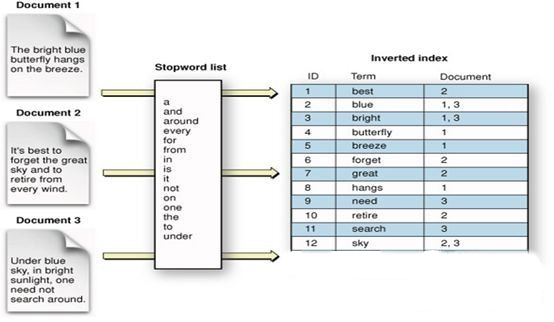 Document 1
The bright blue
butterfly hangs
on the breeze.
Document 2
It's best to
forget the great
sky and to
retire from
every wind.
Document 3
Under blue
sky, in bright
sunlight, one
need not
search around.
Stopword list
a
and
around
every
for
from
in
is
it
not
on
one
the
to
under
Inverted index
ID Term Document
1 best 2
2 blue 1, 3
3 bright 1, 3
4 butterfly 1
5 breeze 1
6 forget 2
7 great 2
8 hangs 1
9 need 3
10 retire 2
11 search 3
12 sky 2, 3